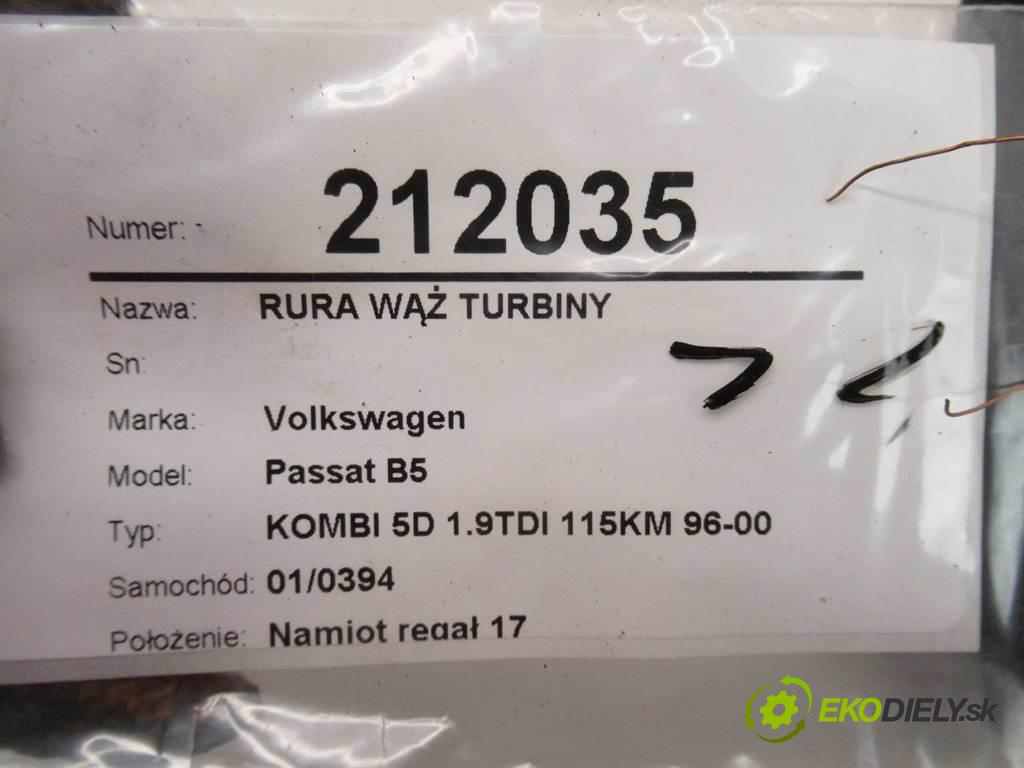 Numer: 212035
Nazwa: RURA WĄŻ TURBINY
Sn:
Marka: Volkswagen
Model: Passat B5
Typ: KOMBI 5D 1.9TDI 115KM 96-00
Samochód: 01/0394
Położenie: Namiot regał 17
EKODIELY.sk